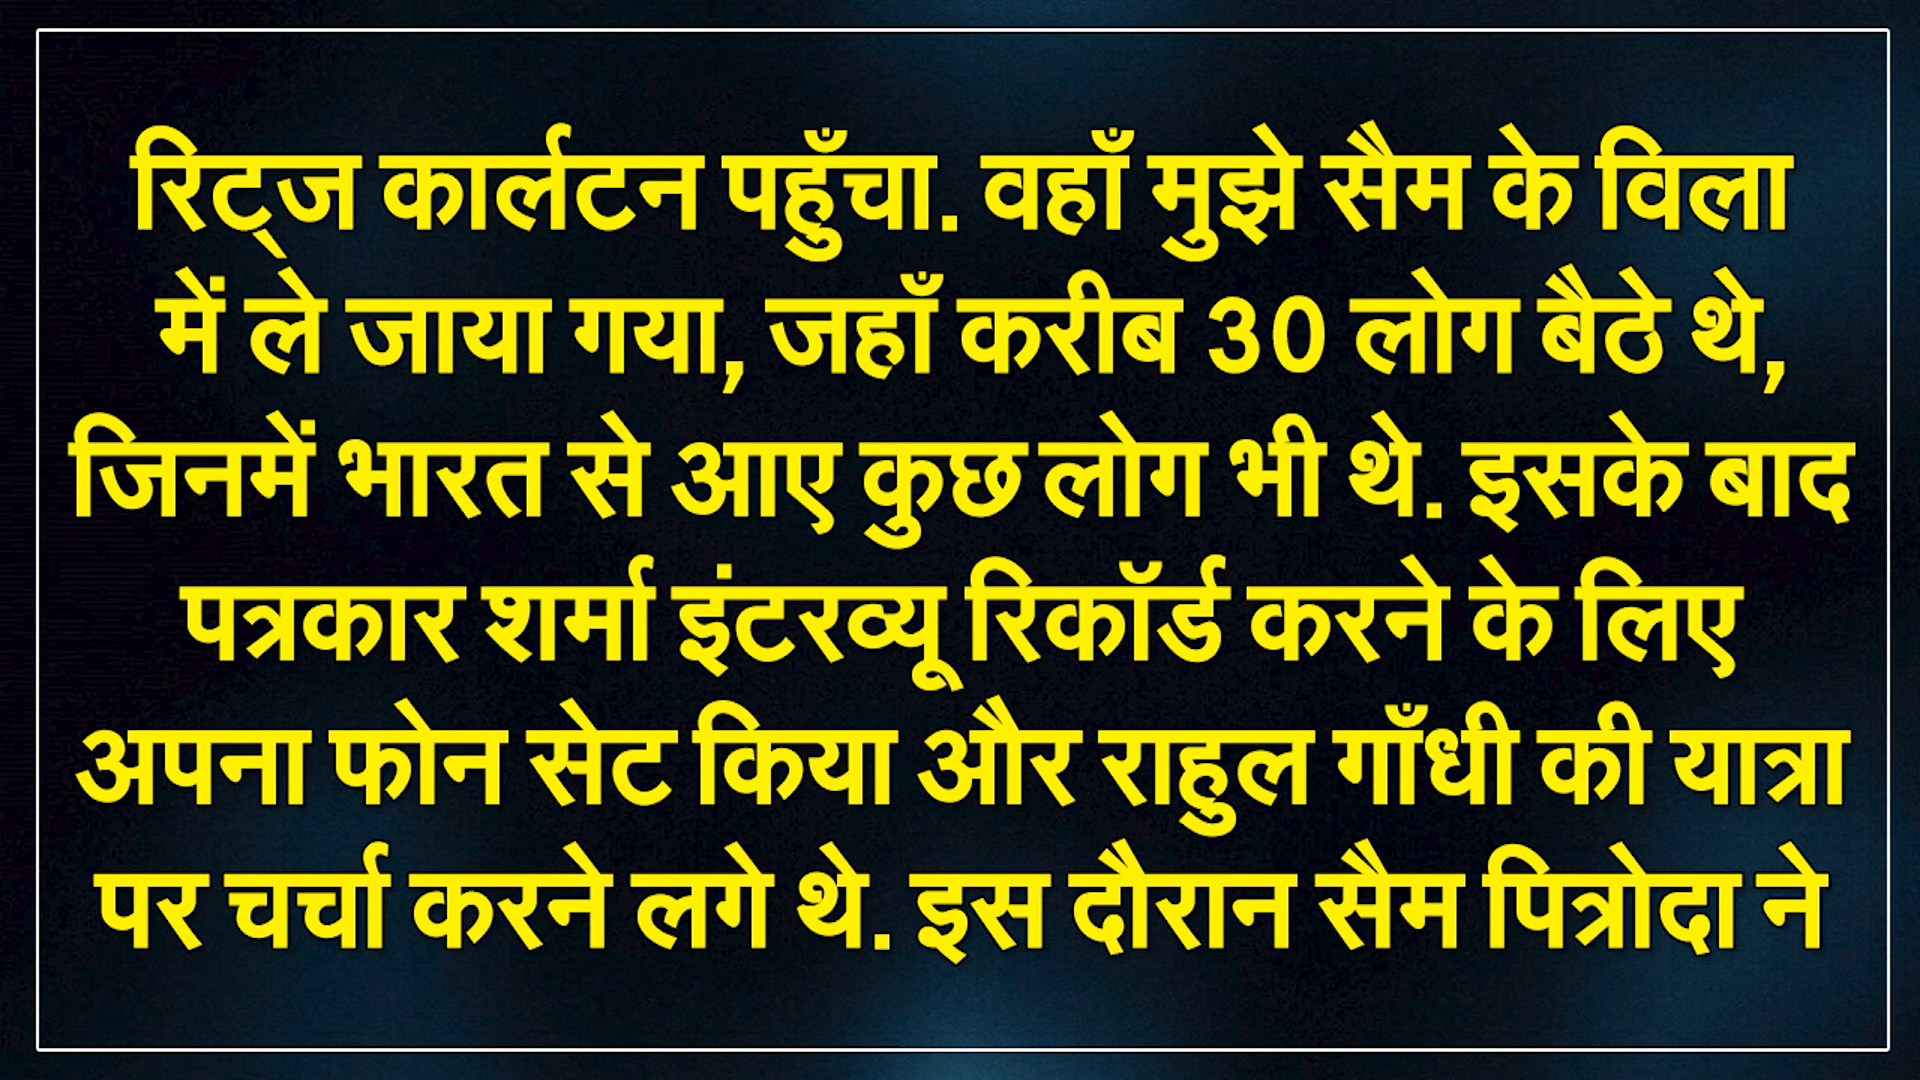 रिट्ज कार्लटन पहुँचा. वहाँ मुझे सैम के विला
में ले जाया गया, जहाँ करीब 30 लोग बैठे थे,
जिनमें भारत से आए कुछ लोग भी थे. इसके बाद
पत्रकार शर्मा इंटरव्यू रिकॉर्ड करने के लिए
अपना फोन सेट किया और राहुल गाँधी की यात्रा
पर चर्चा करने लगे थे. इस दौरान सैम पित्रोदा ने